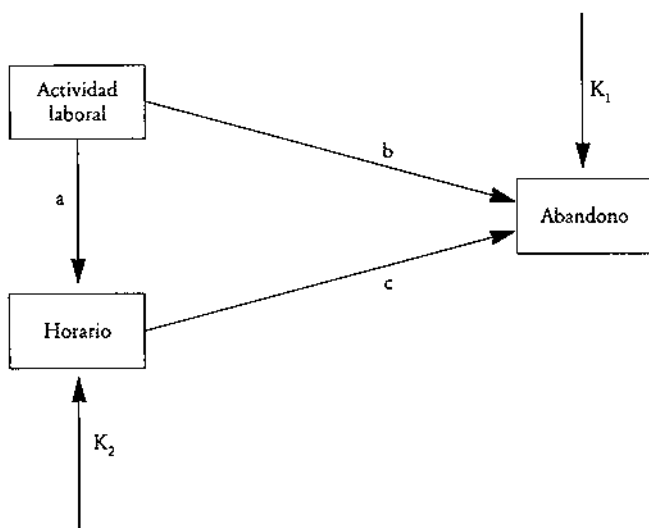 K₁
Actividad
laboral
b
a
Abandono
c
Horario
K₂